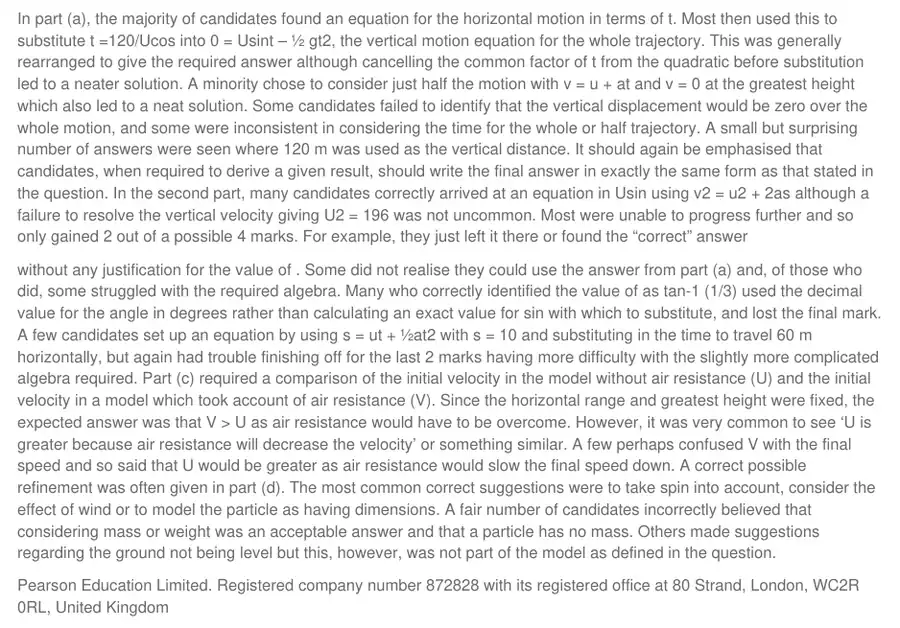 In part (a), the majority of candidates found an equation for the horizontal motion in terms of t. Most then used this to
substitute t =120/Ucos into 0 = Usint – ½ gt2, the vertical motion equation for the whole trajectory. This was generally
rearranged to give the required answer although cancelling the common factor of t from the quadratic before substitution
led to a neater solution. A minority chose to consider just half the motion with v = u + at and v = 0 at the greatest height
which also led to a neat solution. Some candidates failed to identify that the vertical displacement would be zero over the
whole motion, and some were inconsistent in considering the time for the whole or half trajectory. A small but surprising
number of answers were seen where 120 m was used as the vertical distance. It should again be emphasised that
candidates, when required to derive a given result, should write the final answer in exactly the same form as that stated in
the question. In the second part, many candidates correctly arrived at an equation in Usin using v2 = u2 + 2as although a
failure to resolve the vertical velocity giving U2 = 196 was not uncommon. Most were unable to progress further and so
only gained 2 out of a possible 4 marks. For example, they just left it there or found the “correct” answer
without any justification for the value of . Some did not realise they could use the answer from part (a) and, of those who
did, some struggled with the required algebra. Many who correctly identified the value of as tan-1 (1/3) used the decimal
value for the angle in degrees rather than calculating an exact value for sin with which to substitute, and lost the final mark.
A few candidates set up an equation by using s = ut + ½at2 with s = 10 and substituting in the time to travel 60 m
horizontally, but again had trouble finishing off for the last 2 marks having more difficulty with the slightly more complicated
algebra required. Part (c) required a comparison of the initial velocity in the model without air resistance (U) and the initial
velocity in a model which took account of air resistance (V). Since the horizontal range and greatest height were fixed, the
expected answer was that V > U as air resistance would have to be overcome. However, it was very common to see ‘U is
greater because air resistance will decrease the velocity’ or something similar. A few perhaps confused V with the final
speed and so said that U would be greater as air resistance would slow the final speed down. A correct possible
refinement was often given in part (d). The most common correct suggestions were to take spin into account, consider the
effect of wind or to model the particle as having dimensions. A fair number of candidates incorrectly believed that
considering mass or weight was an acceptable answer and that a particle has no mass. Others made suggestions
regarding the ground not being level but this, however, was not part of the model as defined in the question.
Pearson Education Limited. Registered company number 872828 with its registered office at 80 Strand, London, WC2R
0RL, United Kingdom